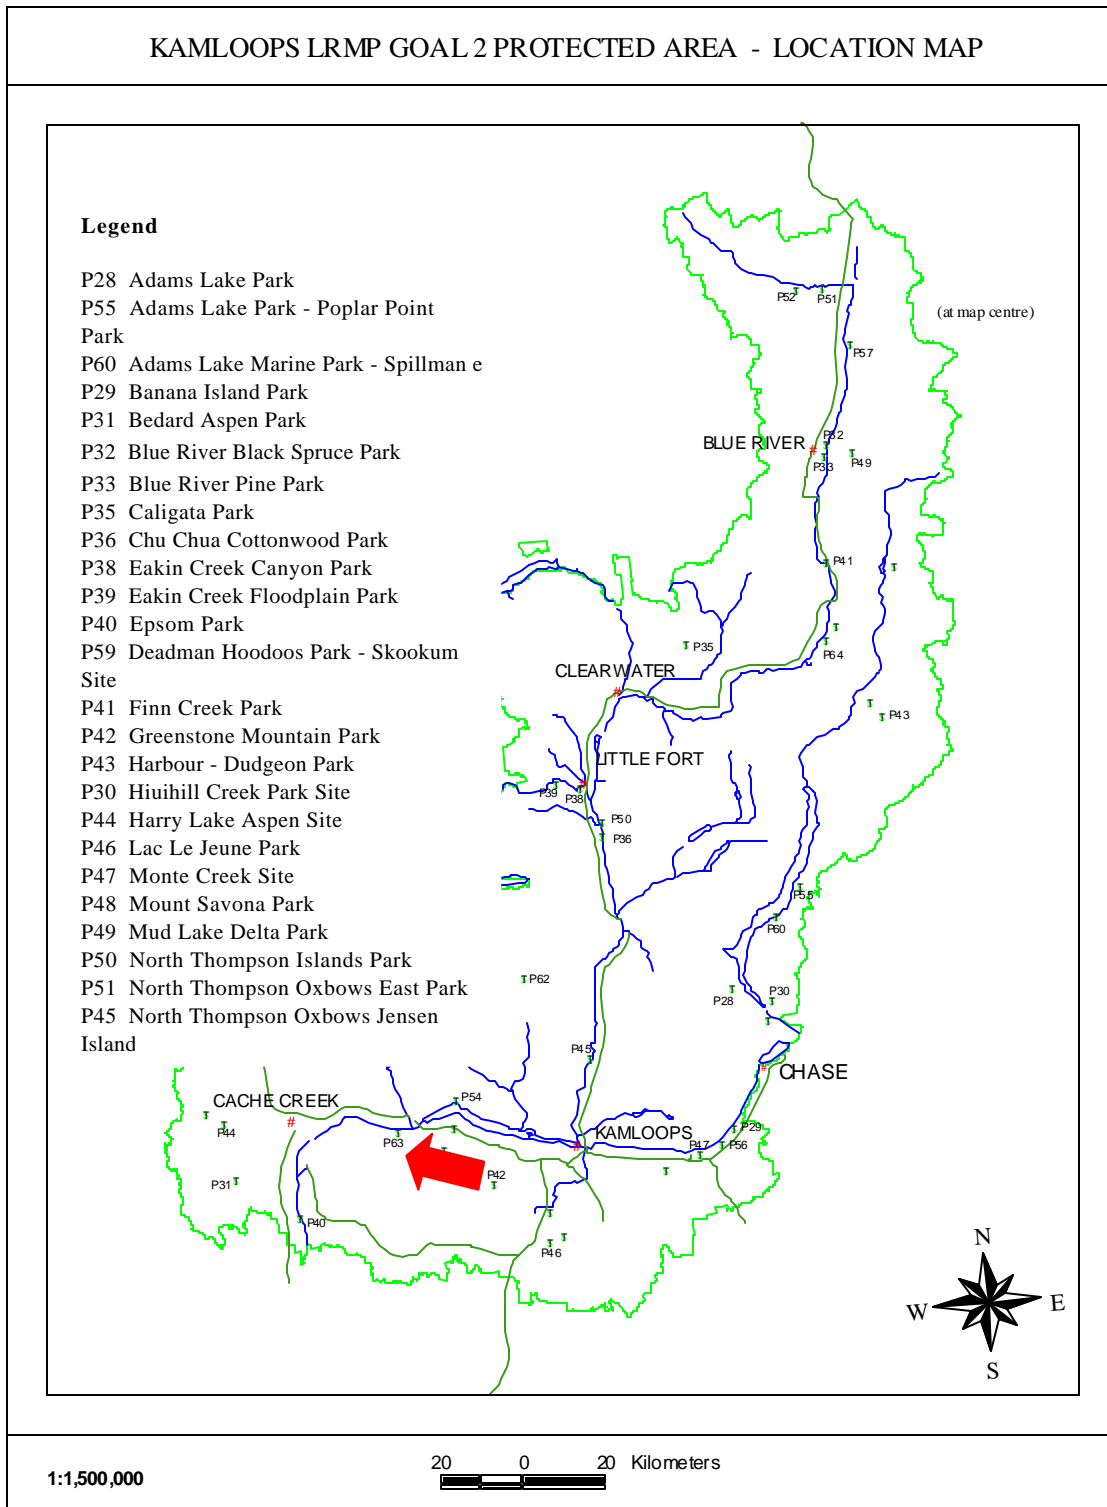 KAMLOOPS LRMP GOAL 2 PROTECTED AREA - LOCATION MAP
Legend
P28 Adams Lake Park
P55 Adams Lake Park - Poplar Point
Park
P60 Adams Lake Marine Park - Spillman e
P29 Banana Island Park
P31 Bedard Aspen Park
P32 Blue River Black Spruce Park
P33 Blue River Pine Park
P35 Caligata Park
P36 Chu Chua Cottonwood Park
P38 Eakin Creek Canyon Park
P39 Eakin Creek Floodplain Park
P40 Epsom Park
P59 Deadman Hoodoos Park - Skookum
Site
P41 Finn Creek Park
P42 Greenstone Mountain Park
P43 Harbour - Dudgeon Park
P30 Hiuihill Creek Park Site
P44 Harry Lake Aspen Site
P46 Lac Le Jeune Park
P47 Monte Creek Site
P48 Mount Savona Park
P49 Mud Lake Delta Park
P50 North Thompson Islands Park
P51 North Thompson Oxbows East Park
P45 North Thompson Oxbows Jensen
Island
(at map centre)
P52
P51
P57
BLUE RIVER
P32
P33
P49
P41
P35
P64
CLEARWATER
P43
LITTLE FORT
P39
P38
P50
P36
P55
P60
P62
P28
P30
P45
CHASE
CACHE CREEK
P54
P44
P63
KAMLOOPS
P29
P47
P56
P31
P42
P40
P46
N
W
E
S
1:1,500,000
20 0 20 Kilometers